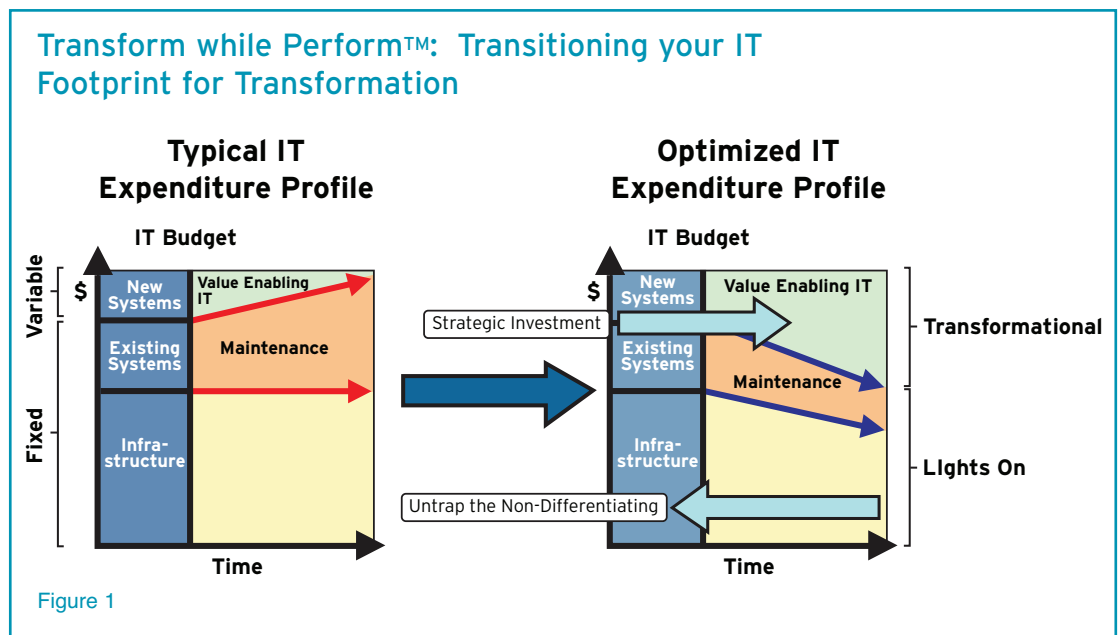 Transform while Perform™: Transitioning your IT
Footprint for Transformation
Typical IT
Expenditure Profile
IT Budget
Variable
Fixed
$
New
Systems
Existing
Systems
Infra-
structure
Value Enabling
IT
Maintenance
Time
Optimized IT
Expenditure Profile
IT Budget
$
New
Systems
Value Enabling IT
Strategic Investment
Existing
Systems
Maintenance
Infra-
structure
Untrap the Non-Differentiating
Time
Transformational
LIghts On
Figure 1